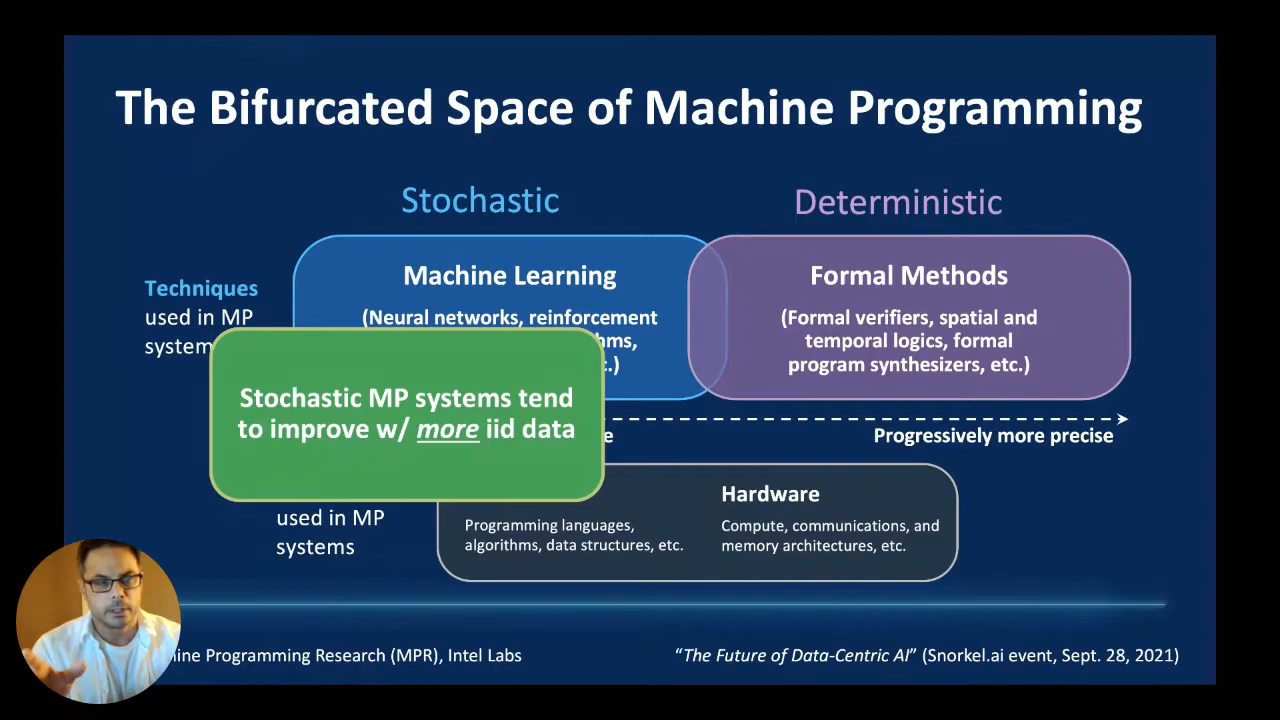 The Bifurcated Space of Machine Programming
Stochastic
Deterministic
Techniques
used in MP
system
Machine Learning
(Neural networks, reinforcement
Formal Methods
(Formal verifiers, spatial and
temporal logics, formal
program synthesizers, etc.)
Stochastic MP systems tend
to improve w/ more iid data
Progressively more precise
used in MP
systems
Programming languages,
algorithms, data structures, etc.
Hardware
Compute, communications, and
memory architectures, etc.
Programming Research (MPR), Intel Labs
“The Future of Data-Centric AI” (Snorkel.ai event, Sept. 28, 2021)